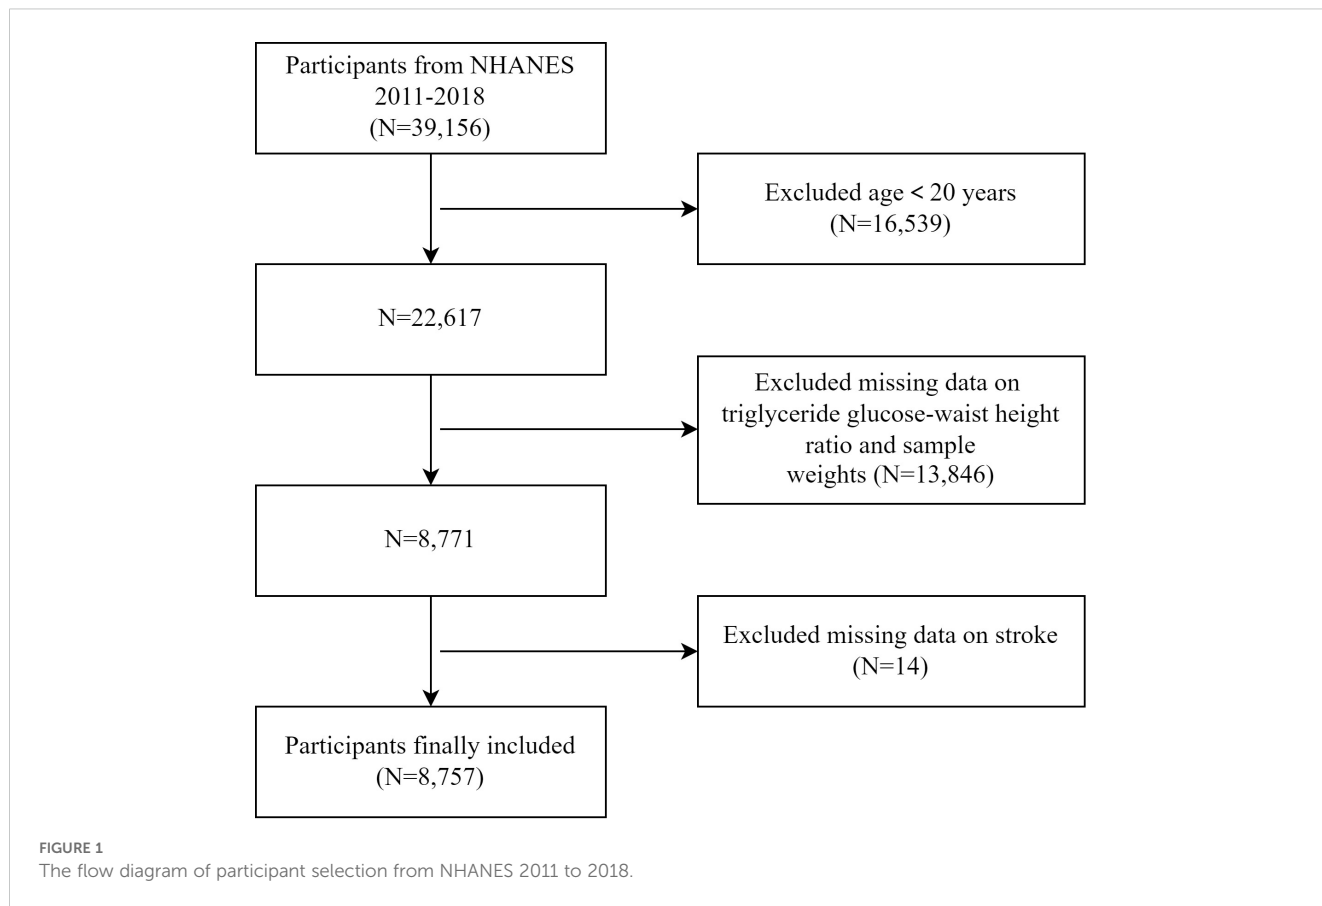 Participants from NHANES
2011-2018
(N=39,156)
Excluded age < 20 years
(N=16,539)
N=22,617
Excluded missing data on
triglyceride glucose-waist height
ratio and sample
weights (N=13,846)
N=8,771
Excluded missing data on stroke
(N=14)
Participants finally included
(N=8,757)
FIGURE 1
The flow diagram of participant selection from NHANES 2011 to 2018.